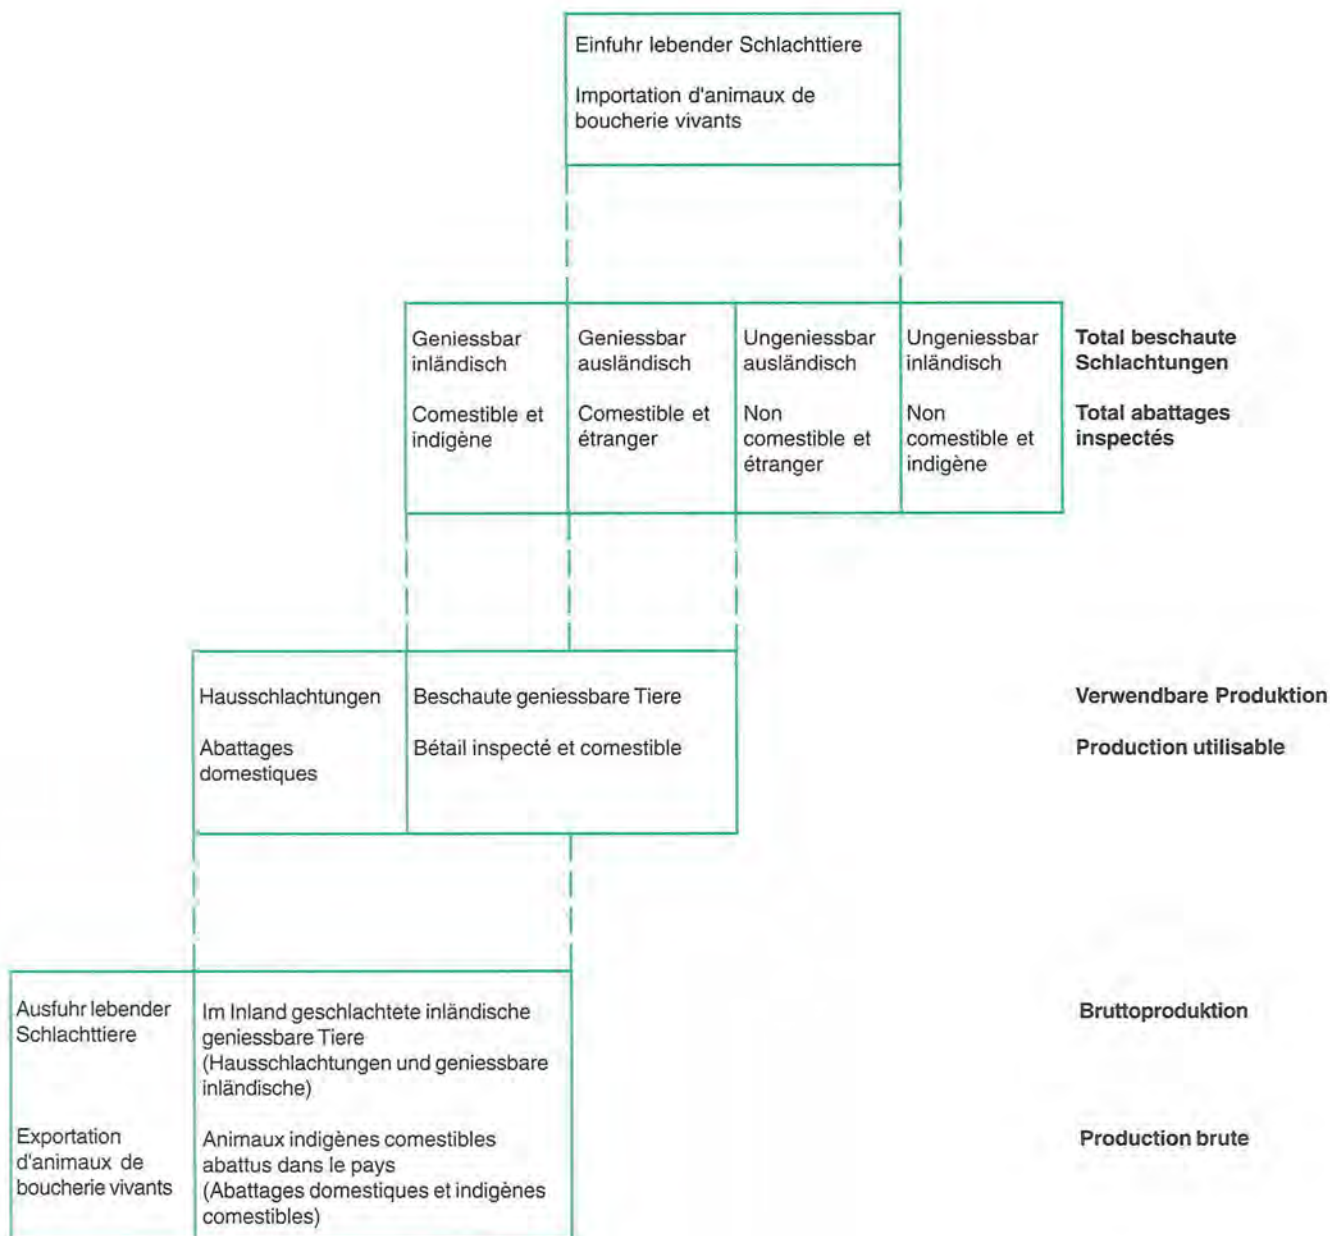 Einfuhr lebender Schlachttiere
Importation d'animaux de
boucherie vivants
Geniessbar
inländisch
Comestible et
indigène
Geniessbar
ausländisch
Comestible et
étranger
Ungeniessbar
ausländisch
Non
comestible et
étranger
Ungeniessbar
inländisch
Non
comestible et
indigène
Total beschaute
Schlachtungen
Total abattages
inspectés
Hausschlachtungen
Abattages
domestiques
Beschaute geniessbare Tiere
Bétail inspecté et comestible
Verwendbare Produktion
Production utilisable
Ausfuhr lebender
Schlachttiere
Exportation
d'animaux de
boucherie vivants
Im Inland geschlachtete inländische
geniessbare Tiere
(Hausschlachtungen und geniessbare
inländische)
Animaux indigènes comestibles
abattus dans le pays
(Abattages domestiques et indigènes
comestibles)
Bruttoproduktion
Production brute